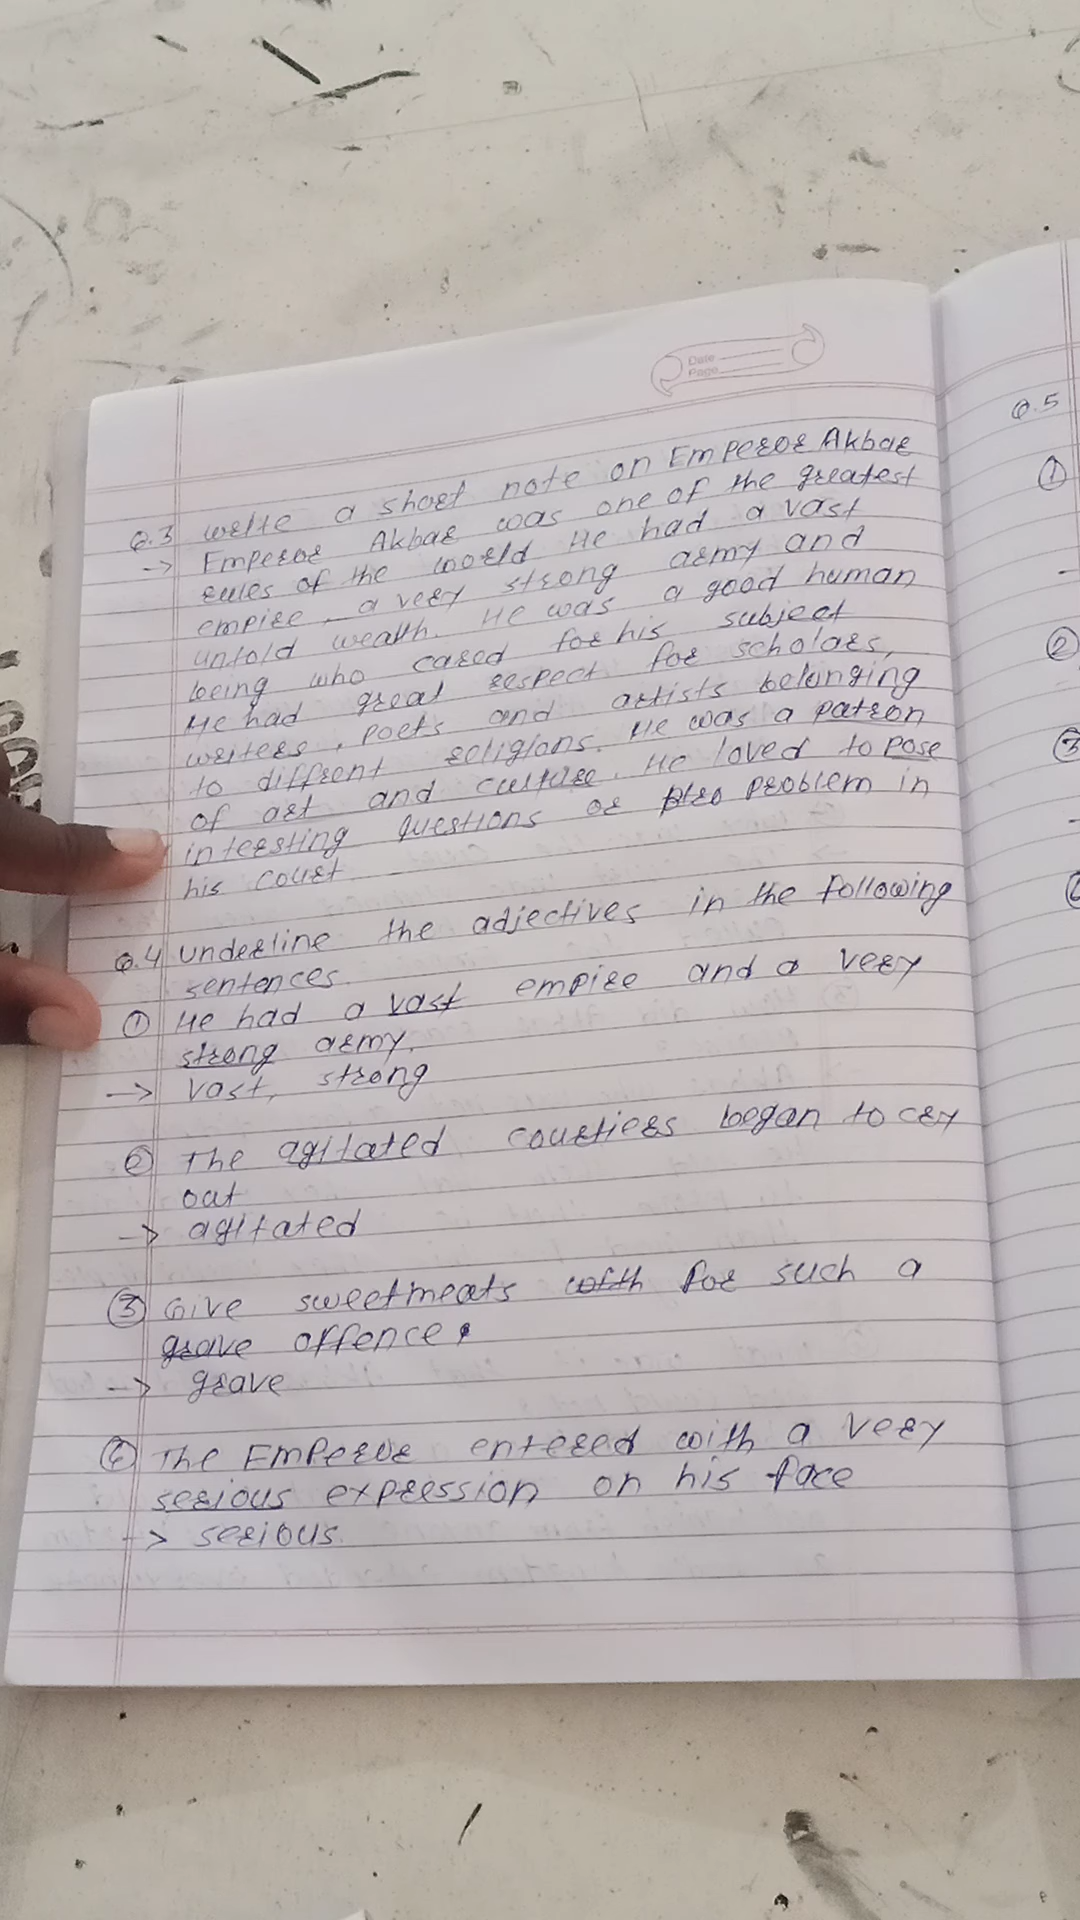 Date
Page
Q.3 write a short note on Emperor Akbar
-> Emperor Akbar was one of the greatest
rules of the world He had a vast
empire, a very strong army and
untold wealth. He was a good human
being who cared for his subject
He had great respect for scholars,
writers, poets and artists belonging
to diffrent religions. He was a patron
of art and culture. He loved to pose
intersting questions or problem in
his court
Q.4 Underline the adjectives in the following
sentences.
① He had a vast empire and a very
strong army.
-> vast, strong
② The agitated courtiers began to cry
out
-> agitated
③ Give sweetmeats for such a
grave offence.
-> grave
④ The Emperor entered with a very
serious expression on his face
-> serious.
Q.5
①
②
③